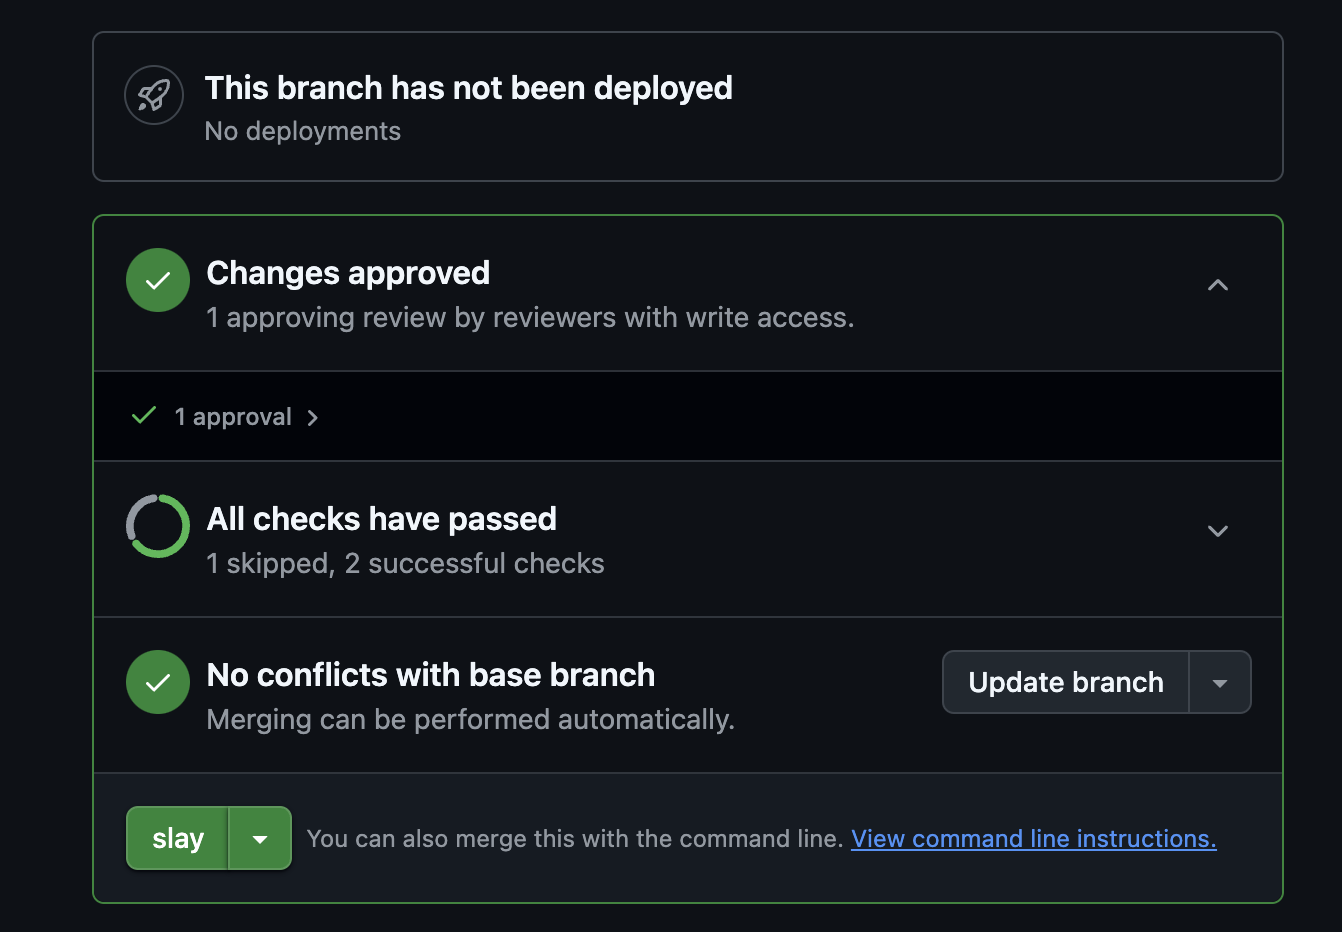 This branch has not been deployed
No deployments
Changes approved
1 approving review by reviewers with write access.
1 approval
All checks have passed
1 skipped, 2 successful checks
No conflicts with base branch
Merging can be performed automatically.
Update branch
slay
You can also merge this with the command line. View command line instructions.